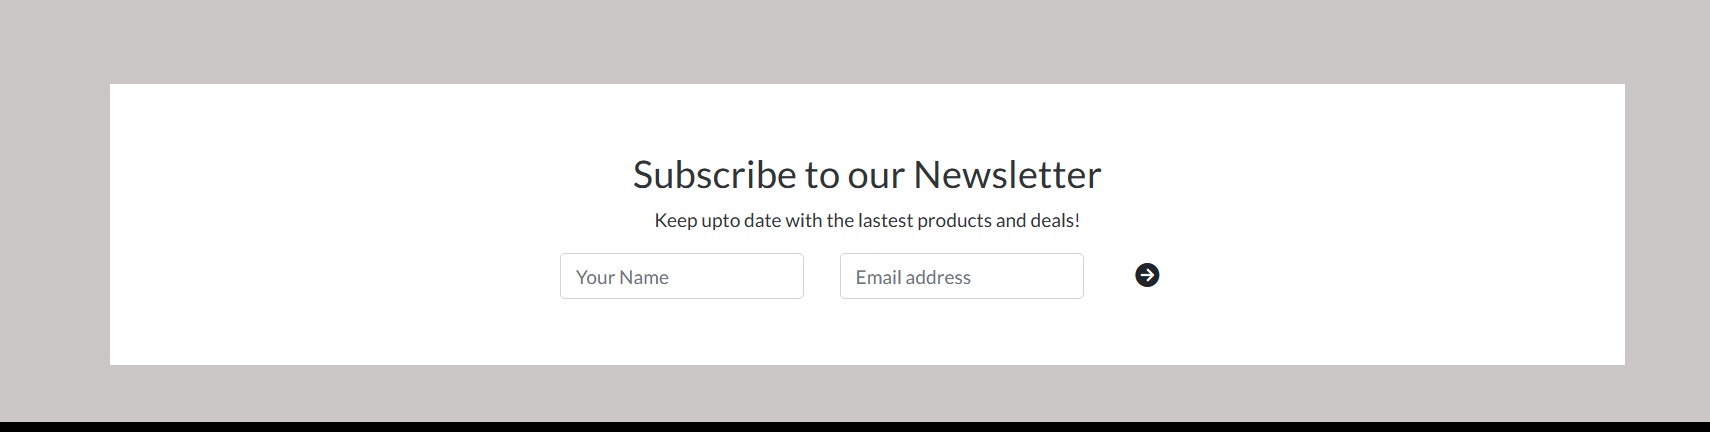 Subscribe to our Newsletter
Keep upto date with the lastest products and deals!
Your Name Email address